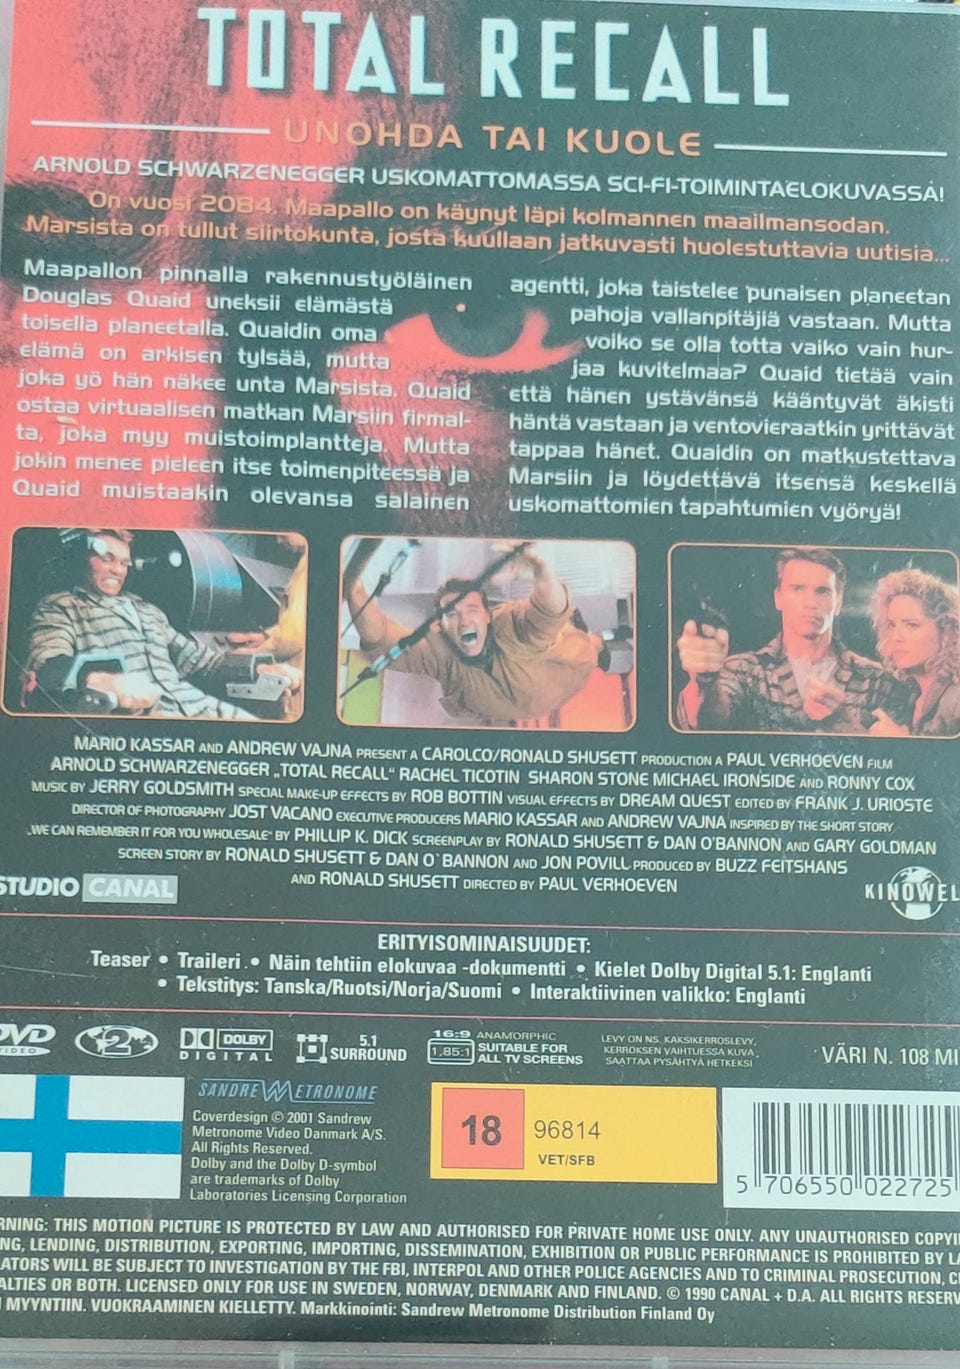 TOTAL RECALL
UNOHDA TAI KUOLE
ARNOLD SCHWARZENEGGER USKOMATTOMASSA SCI-FI-TOIMINTAELOKUVASSA!
On vuosi 2084. Maapallo on käynyt läpi kolmannen maailmansodan.
Marsista on tullut siirtokunta, josta kuullaan jatkuvasti huolestuttavia uutisia...
Maapallon pinnalla rakennustyöläinen
Douglas Quaid uneksii elämästä
toisella planeetalla. Quaidin oma
elämä on arkisen tylsää, mutta
joka yö hän näkee unta Marsista. Quaid
ostaa virtuaalisen matkan Marsiin firmal-
ta, joka myy muistoimplantteja. Mutta
jokin menee pieleen itse toimenpiteessä ja
Quaid muistaakin olevansa salainen
agentti, joka taistelee punaisen planeetan
pahoja vallanpitäjiä vastaan. Mutta
voiko se olla totta vaiko vain hur-
jaa kuvitelmaa? Quaid tietää vain
että hänen ystävänsä kääntyvät äkisti
häntä vastaan ja ventovieraatkin yrittävät
tappaa hänet. Quaidin on matkustettava
Marsiin ja löydettävä itsensä keskellä
uskomattomien tapahtumien vyöryä!
MARIO KASSAR AND ANDREW VAJNA PRESENT A CAROLCO/RONALD SHUSETT PRODUCTION A PAUL VERHOEVEN FILM
ARNOLD SCHWARZENEGGER „TOTAL RECALL" RACHEL TICOTIN SHARON STONE MICHAEL IRONSIDE AND RONNY COX
MUSIC BY JERRY GOLDSMITH SPECIAL MAKE-UP EFFECTS BY ROB BOTTIN VISUAL EFFECTS BY DREAM QUEST EDITED BY FRANK J. URIOSTE
DIRECTOR OF PHOTOGRAPHY JOST VACANO EXECUTIVE PRODUCERS MARIO KASSAR AND ANDREW VAJNA INSPIRED BY THE SHORT STORY
„WE CAN REMEMBER IT FOR YOU WHOLESALE" BY PHILLIP K. DICK SCREENPLAY BY RONALD SHUSETT & DAN O'BANNON AND GARY GOLDMAN
SCREEN STORY BY RONALD SHUSETT & DAN O`BANNON AND JON POVILL PRODUCED BY BUZZ FEITSHANS
AND RONALD SHUSETT DIRECTED BY PAUL VERHOEVEN
STUDIO CANAL
KINOWEL
ERITYISOMINAISUUDET:
Teaser • Traileri • Näin tehtiin elokuvaa -dokumentti • Kielet Dolby Digital 5.1: Englanti
• Tekstitys: Tanska/Ruotsi/Norja/Suomi • Interaktiivinen valikko: Englanti
DVD VIDEO
2
DOLBY DIGITAL
5.1 SURROUND
16:9 1,85:1
ANAMORPHIC
SUITABLE FOR
ALL TV SCREENS
LEVY ON NS. KAKSIKERROSLEVY,
KERROKSEN VAIHTUESSA KUVA
SAATTAA PYSÄHTYÄ HETKEKSI
VÄRI N. 108 MI
SANDREW METRONOME
Coverdesign © 2001 Sandrew
Metronome Video Danmark A/S.
All Rights Reserved.
Dolby and the Dolby D-symbol
are trademarks of Dolby
Laboratories Licensing Corporation
18
96814
VET/SFB
5 706550 022725
RNING: THIS MOTION PICTURE IS PROTECTED BY LAW AND AUTHORISED FOR PRIVATE HOME USE ONLY. ANY UNAUTHORISED COPYI
NG, LENDING, DISTRIBUTION, EXPORTING, IMPORTING, DISSEMINATION, EXHIBITION OR PUBLIC PERFORMANCE IS PROHIBITED BY LA
LATORS WILL BE SUBJECT TO INVESTIGATION BY THE FBI, INTERPOL AND OTHER POLICE AGENCIES AND TO CRIMINAL PROSECUTION, C
ALTIES OR BOTH. LICENSED ONLY FOR USE IN SWEDEN, NORWAY, DENMARK AND FINLAND. © 1990 CANAL + D.A. ALL RIGHTS RESERV
MYYNTIIN. VUOKRAAMINEN KIELLETTY. Markkinointi: Sandrew Metronome Distribution Finland Oy